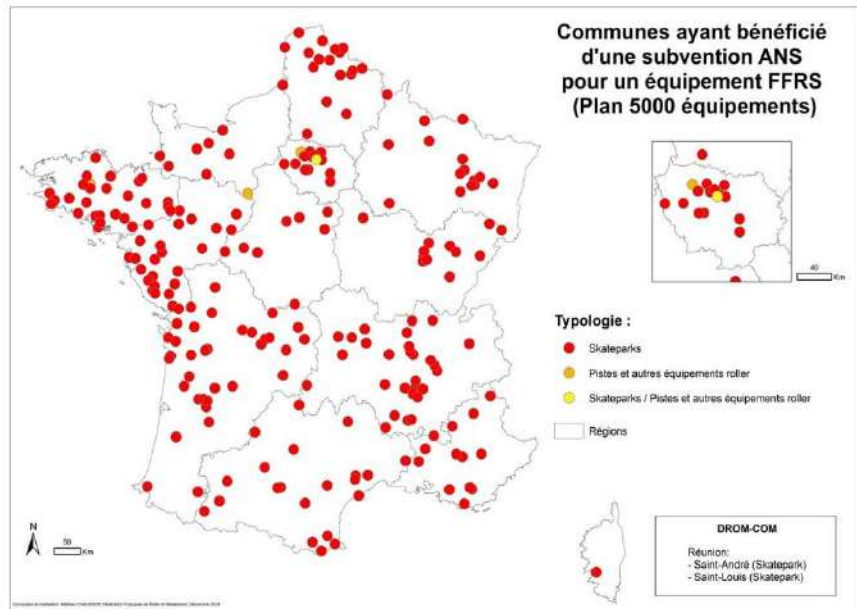 Communes ayant bénéficié
d'une subvention ANS
pour un équipement FFRS
(Plan 5000 équipements)
40
Km
Typologie :
Skateparks
Pistes et autres équipements roller
Skateparks / Pistes et autres équipements roller
Régions
N
50
Km
DROM-COM
Réunion:
- Saint-André (Skatepark)
- Saint-Louis (Skatepark)